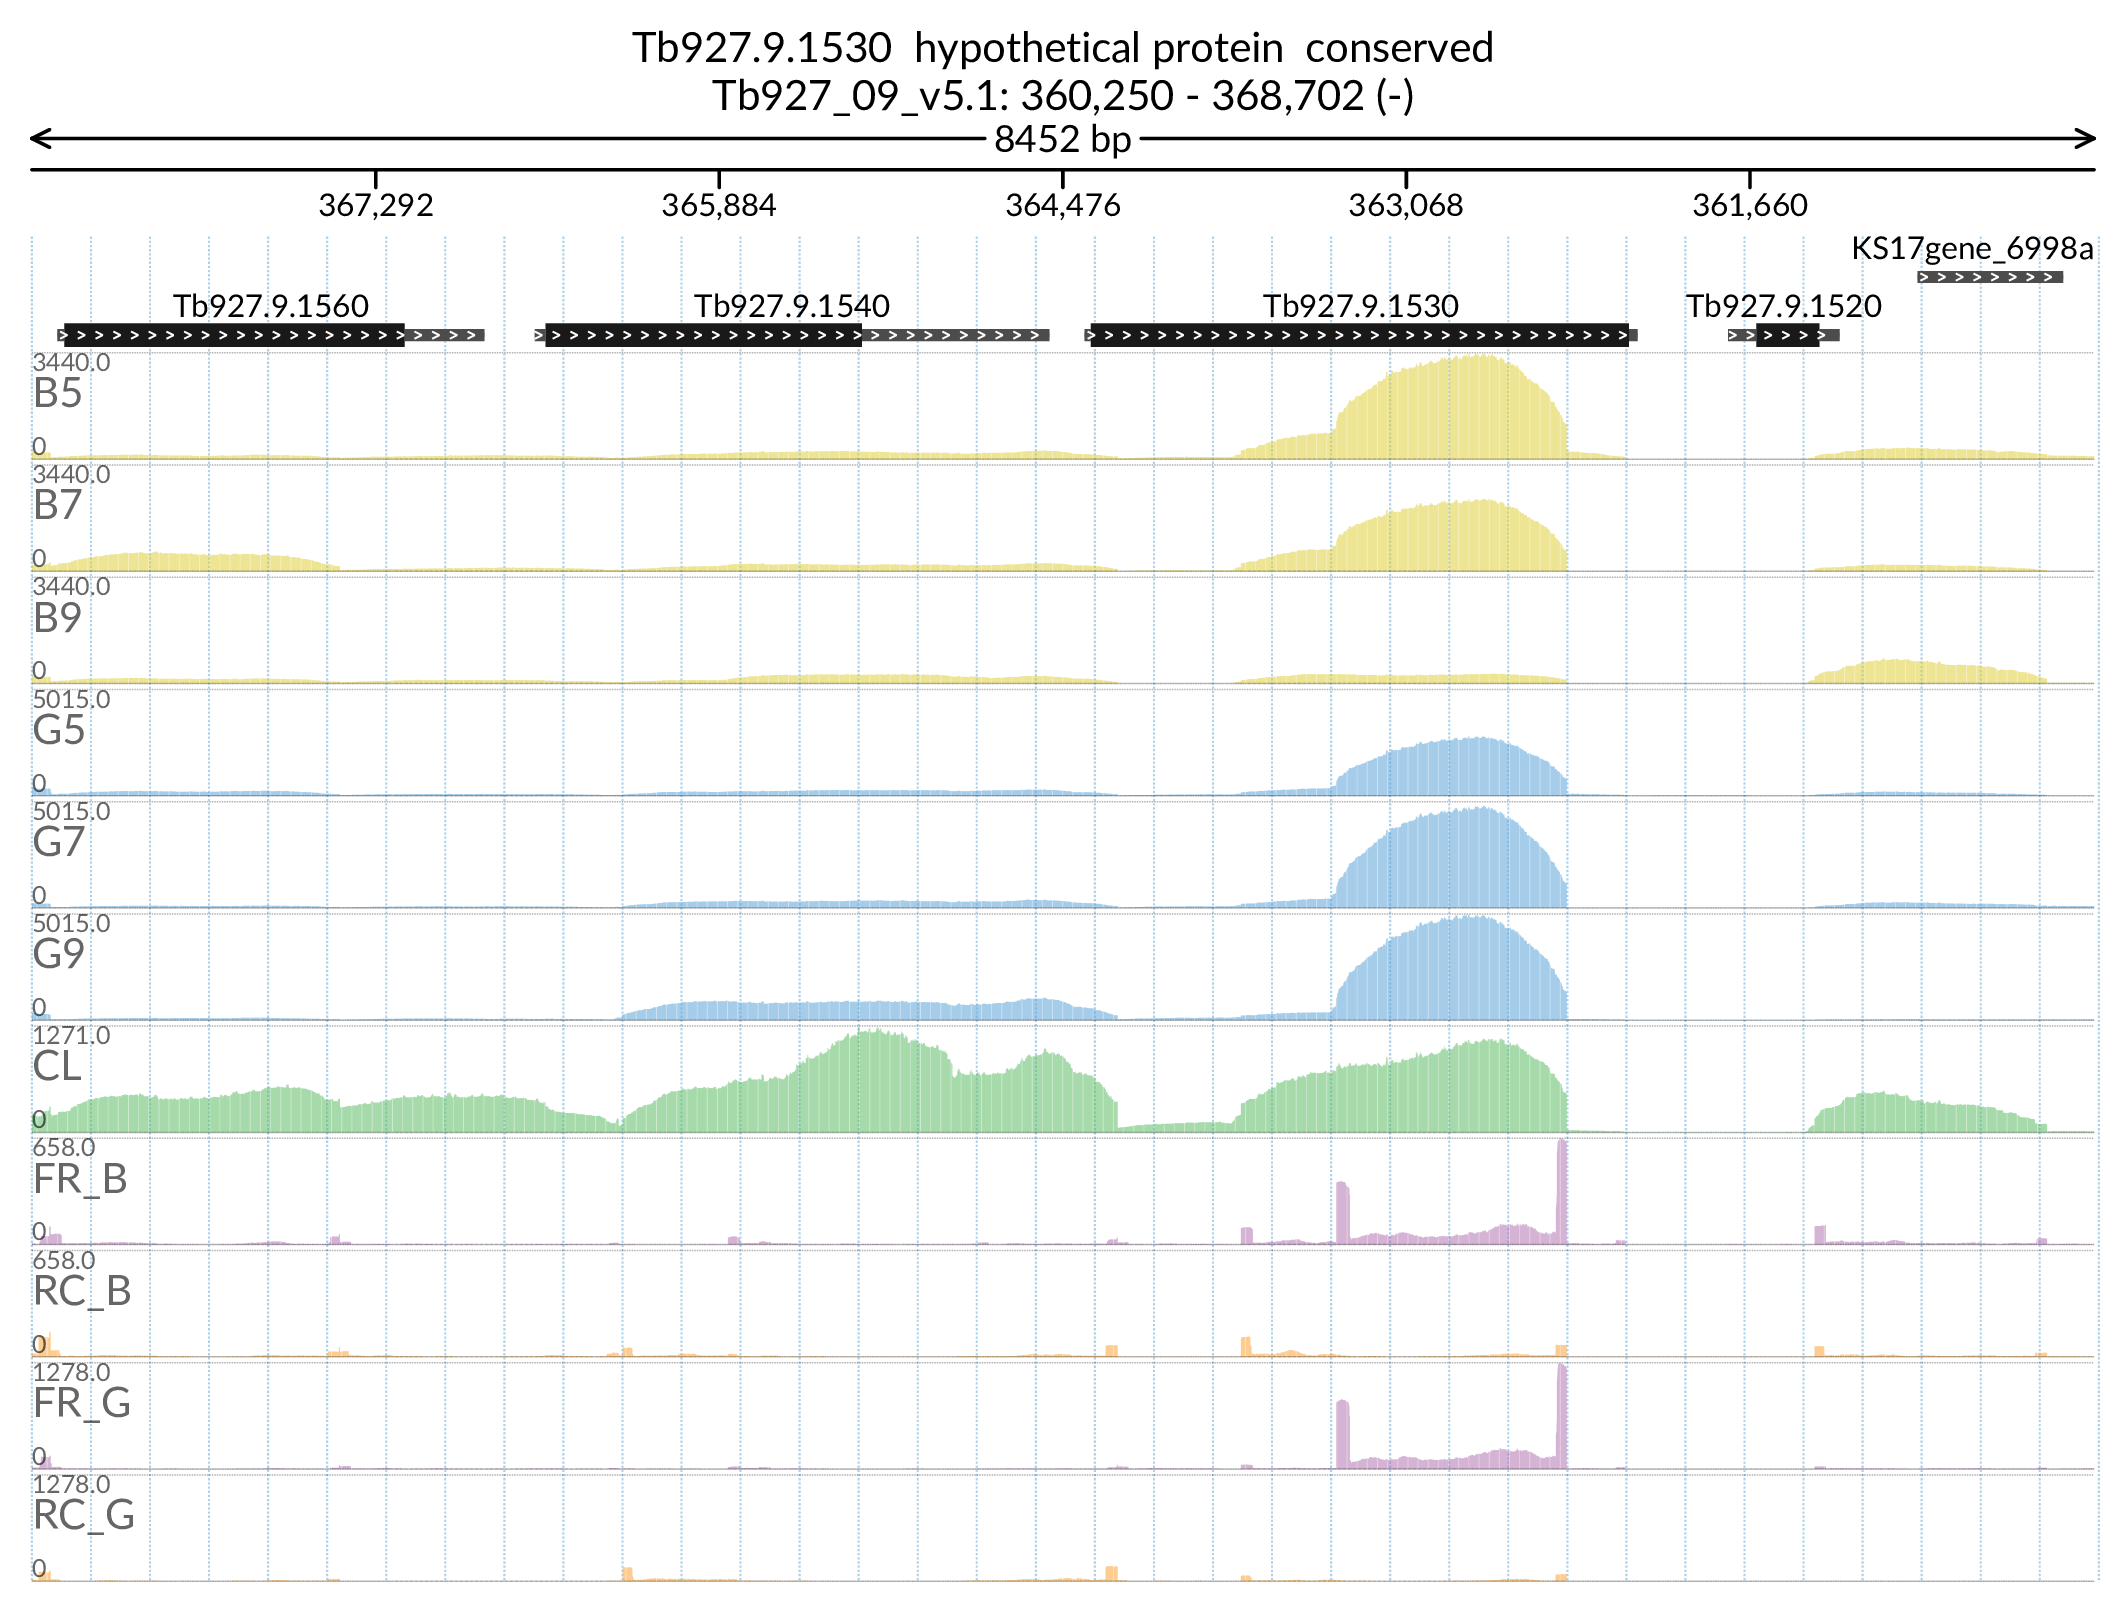 Tb927.9.1530  hypothetical protein  conserved
Tb927_09_v5.1: 360,250 - 368,702 (-)
8452 bp
367,292 365,884 364,476 363,068 361,660
KS17gene_6998a
Tb927.9.1560 Tb927.9.1540 Tb927.9.1530 Tb927.9.1520
3440.0
B5
0
3440.0
B7
0
3440.0
B9
0
5015.0
G5
0
5015.0
G7
0
5015.0
G9
0
1271.0
CL
0
658.0
FR_B
0
658.0
RC_B
0
1278.0
FR_G
0
1278.0
RC_G
0